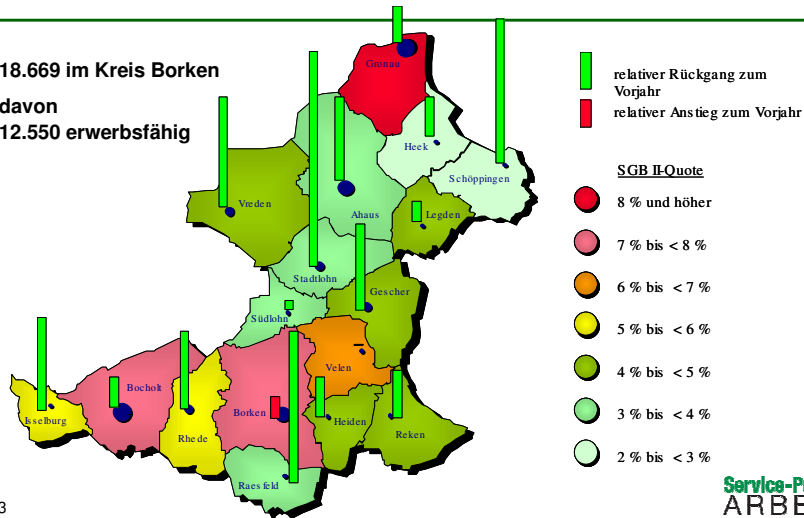 18.669 im Kreis Borken
davon
12.550 erwerbsfähig
relativer Rückgang zum
Vorjahr
relativer Anstieg zum Vorjahr
SGB II-Quote
8 % und höher
7 % bis < 8 %
6 % bis < 7 %
5 % bis < 6 %
4 % bis < 5 %
3 % bis < 4 %
2 % bis < 3 %
Gronau
Heek
Schöppingen
Vreden
Ahaus
Legden
Stadtlohn
Gescher
Südlohn
Velen
Bocholt
Isselburg
Rhede
Borken
Heiden
Reken
Raesfeld
3